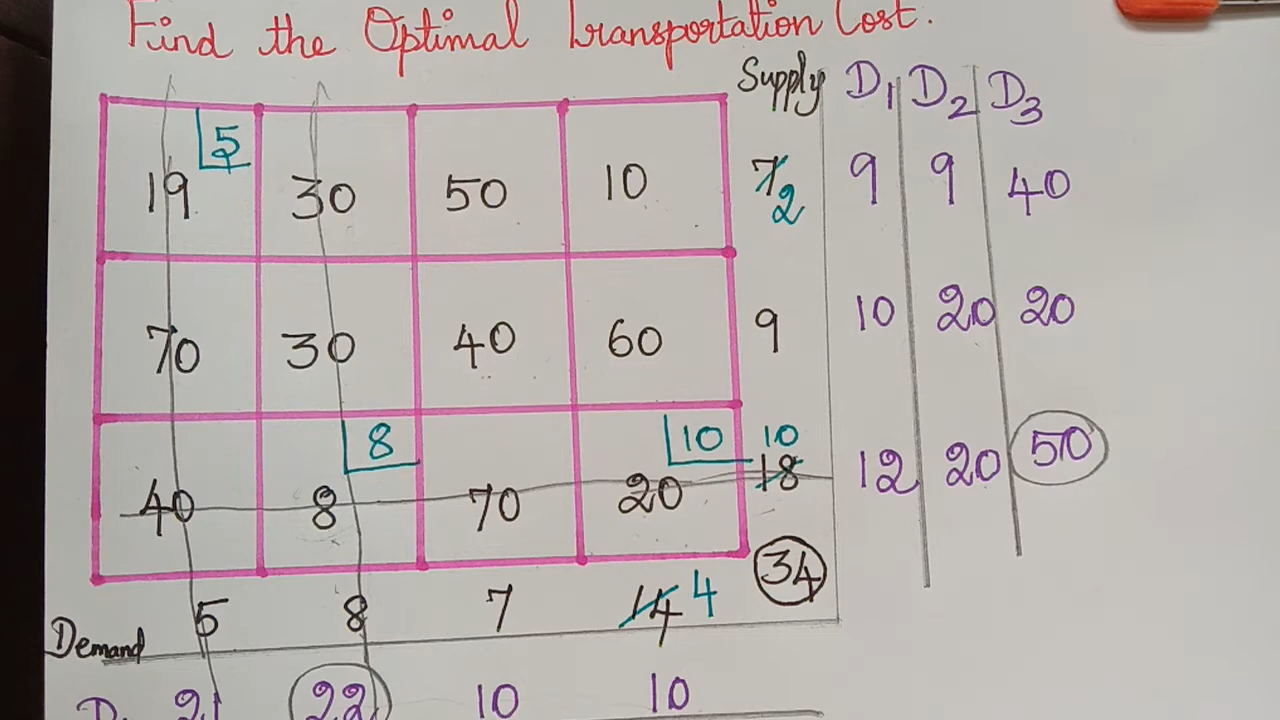 Find the Optimal Transportation Cost.
Supply D1 D2 D3
5
19 30 50 10 7 2 9 9 40
70 30 40 60 9 10 20 20
8 10 10
40 8 70 20 18 12 20 50
34
Demand 5 8 7 14 4
D 21 22 10 10